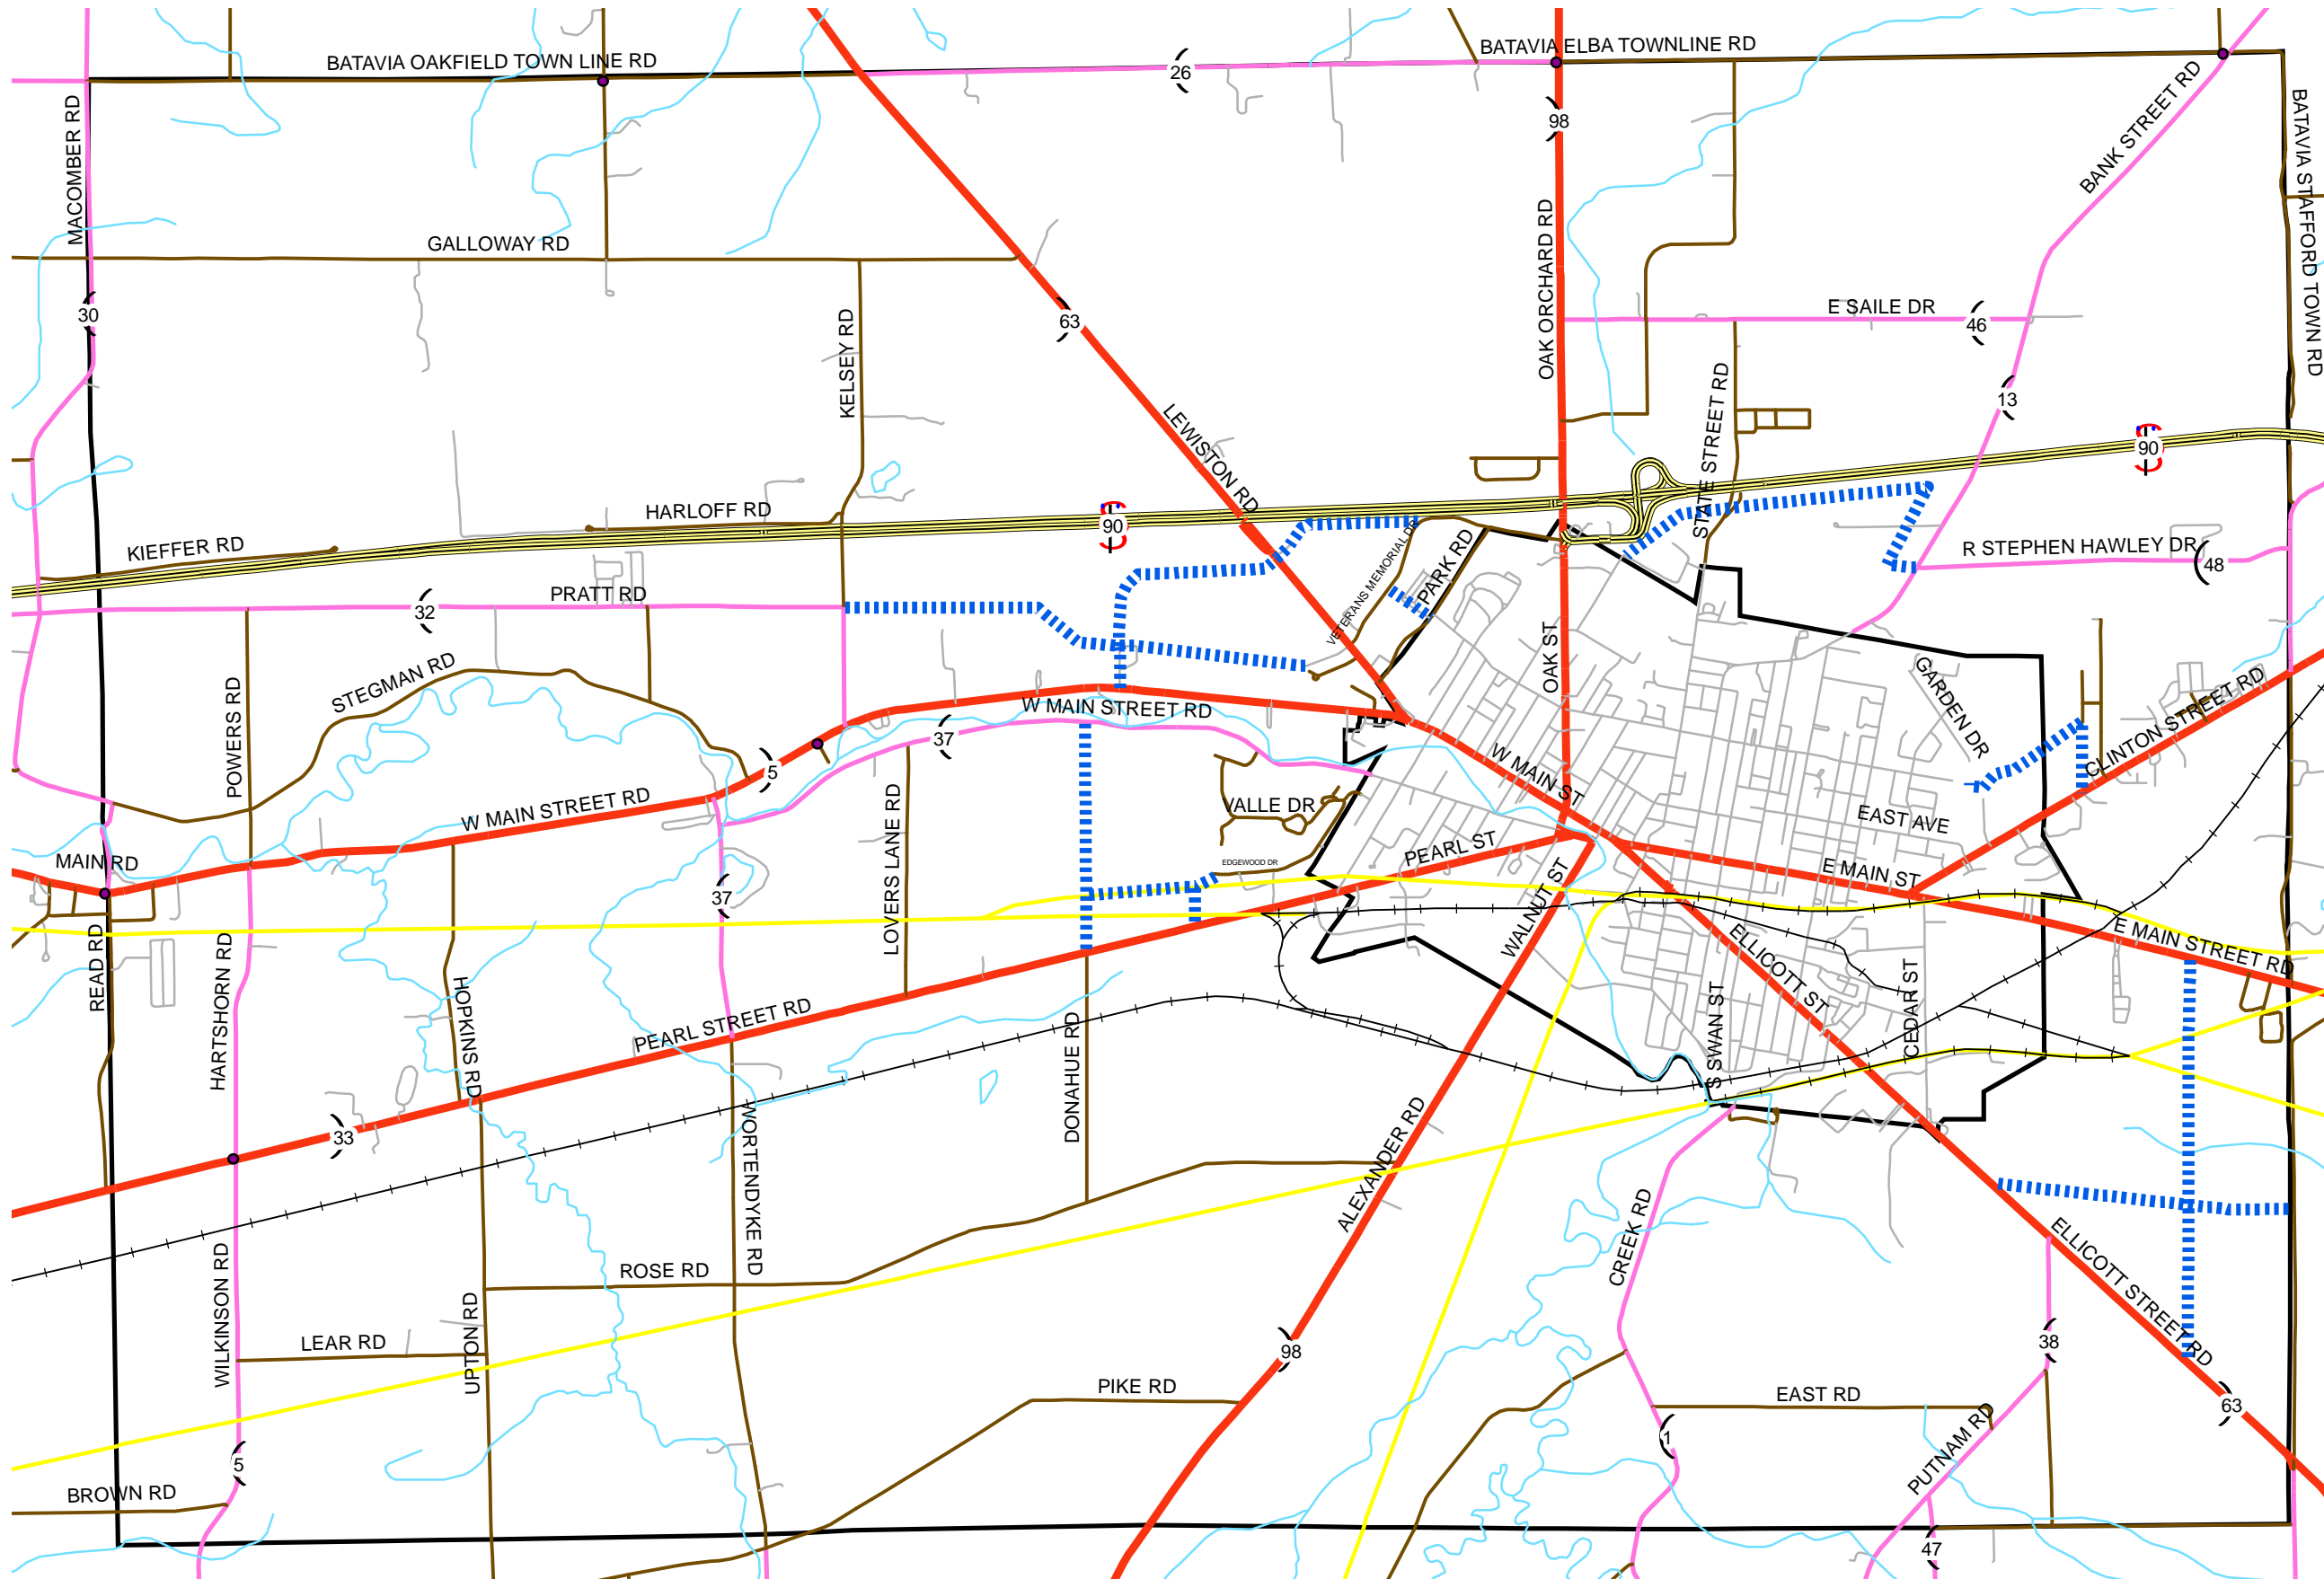 BATAVIA OAKFIELD TOWN LINE RD
BATAVIA ELBA TOWNLINE RD
26
98
MACOMBER RD
BANK STREET RD
BATAVIA STAFFORD TOWN RD
GALLOWAY RD
OAK ORCHARD RD
30
63
KELSEY RD
E SAILE DR
46
13
LEWISTON RD
STATE STREET RD
90
HARLOFF RD
90
KIEFFER RD
R STEPHEN HAWLEY DR
48
VETERANS MEMORIAL DR
PARK RD
PRATT RD
32
OAK ST
STEGMAN RD
POWERS RD
GARDEN DR
W MAIN STREET RD
37
CLINTON STREET RD
5
W MAIN ST
W MAIN STREET RD
VALLE DR
EAST AVE
LOVERS LANE RD
PEARL ST
MAIN RD
EDGEWOOD DR
E MAIN ST
37
WALNUT ST
READ RD
HARTSHORN RD
ELLICOTT ST
E MAIN STREET RD
HOPKINS RD
CEDAR ST
S SWAN ST
PEARL STREET RD
DONAHUE RD
33
WORTENDYKE RD
ALEXANDER RD
CREEK RD
WILKINSON RD
ROSE RD
ELLICOTT STREET RD
UPTON RD
LEAR RD
98
38
PIKE RD
EAST RD
63
PUTNAM RD
1
5
BROWN RD
47